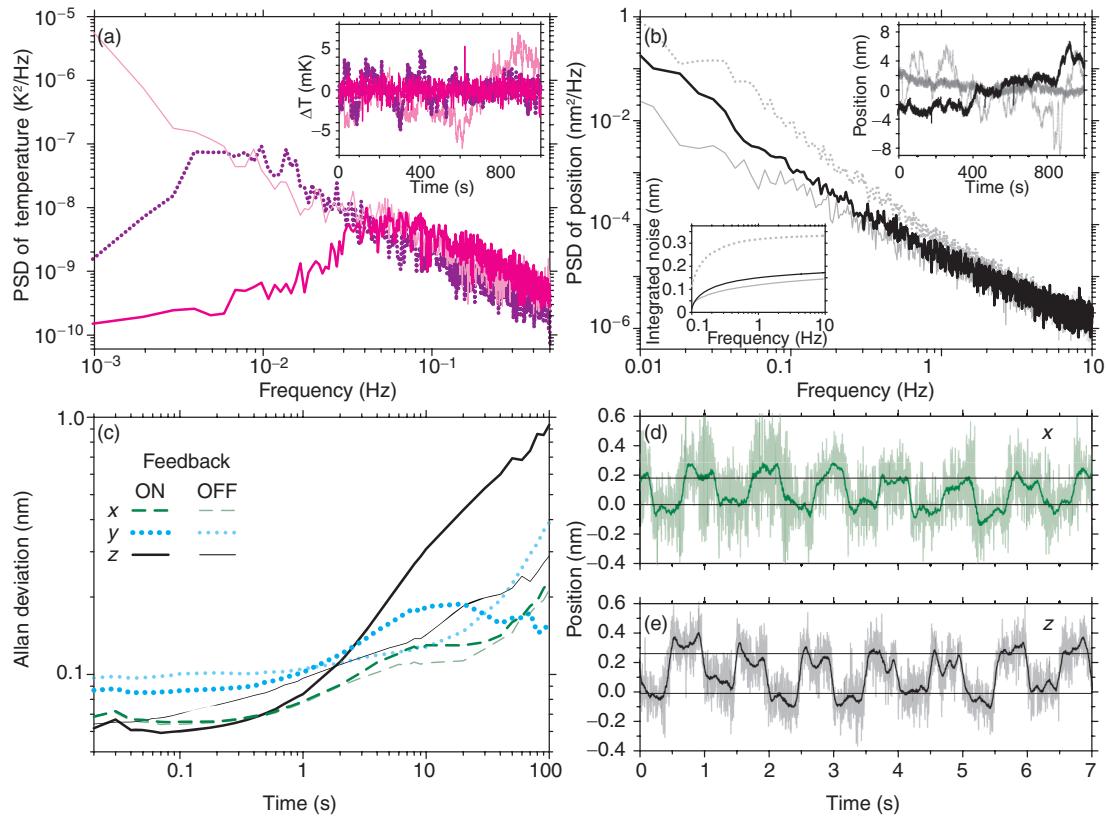 (a)
PSD of temperature (K²/Hz)
10⁻⁵
10⁻⁶
10⁻⁷
10⁻⁸
10⁻⁹
10⁻¹⁰
10⁻³
10⁻²
10⁻¹
Frequency (Hz)
ΔT (mK)
5
0
−5
0 400 800
Time (s)
(b)
PSD of position (nm²/Hz)
1
10⁻²
10⁻⁴
10⁻⁶
0.01 0.1 1 10
Frequency (Hz)
Position (nm)
8
4
0
−4
−8
0 400 800
Time (s)
Integrated noise (nm)
0.3
0.2
0.1
0
0.1 1 10
Frequency (Hz)
(c)
Allan deviation (nm)
1.0
0.1
Feedback
ON OFF
x
y
z
0.1 1 10 100
Time (s)
(d)
x
0.6
0.4
0.2
0.0
−0.2
−0.4
Position (nm)
(e)
z
0.6
0.4
0.2
0.0
−0.2
−0.4
0 1 2 3 4 5 6 7
Time (s)